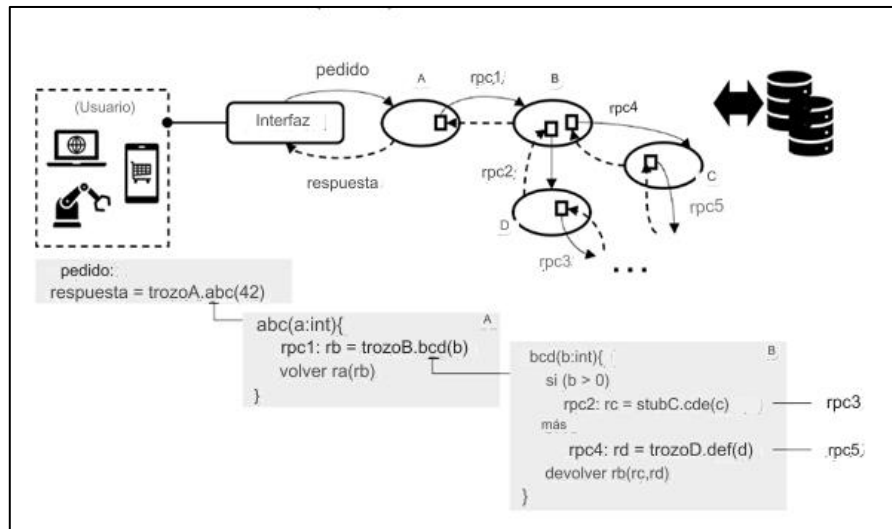 (Usuario)
Interfaz
pedido
respuesta
A
rpc1
B
rpc4
rpc2
C
rpc5
D
rpc3
...
pedido:
respuesta = trozoA.abc(42)
A
abc(a:int){
rpc1: rb = trozoB.bcd(b)
volver ra(rb)
}
B
bcd(b:int){
si (b > 0)
rpc2: rc = stubC.cde(c)
rpc3
más
rpc4: rd = trozoD.def(d)
rpc5
devolver rb(rc,rd)
}